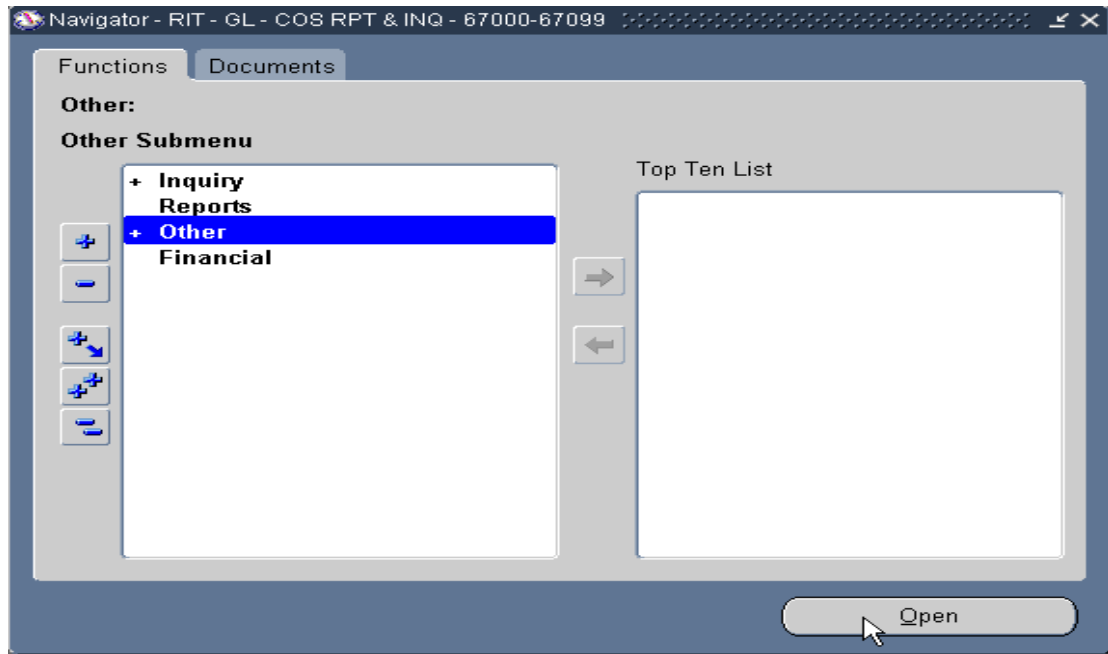 Navigator - RIT - GL - COS RPT & INQ - 67000-67099
Functions Documents
Other:
Other Submenu
Top Ten List
+ Inquiry
Reports
+ Other
Financial
Open